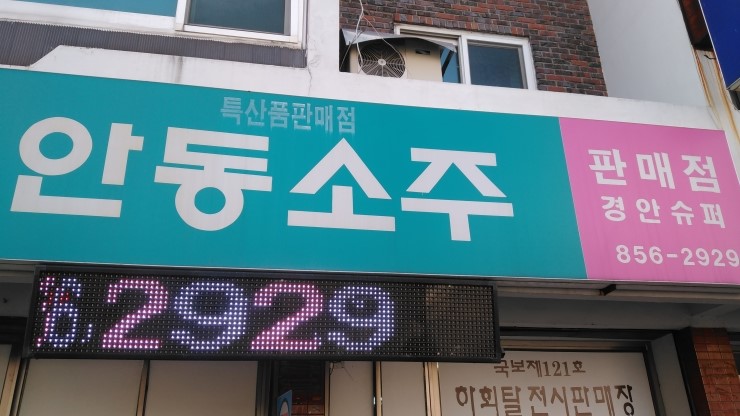 특산품판매점
안동소주
판매점
경안슈퍼
856-2929
6-2929
국보제121호
하회탈전시판매장